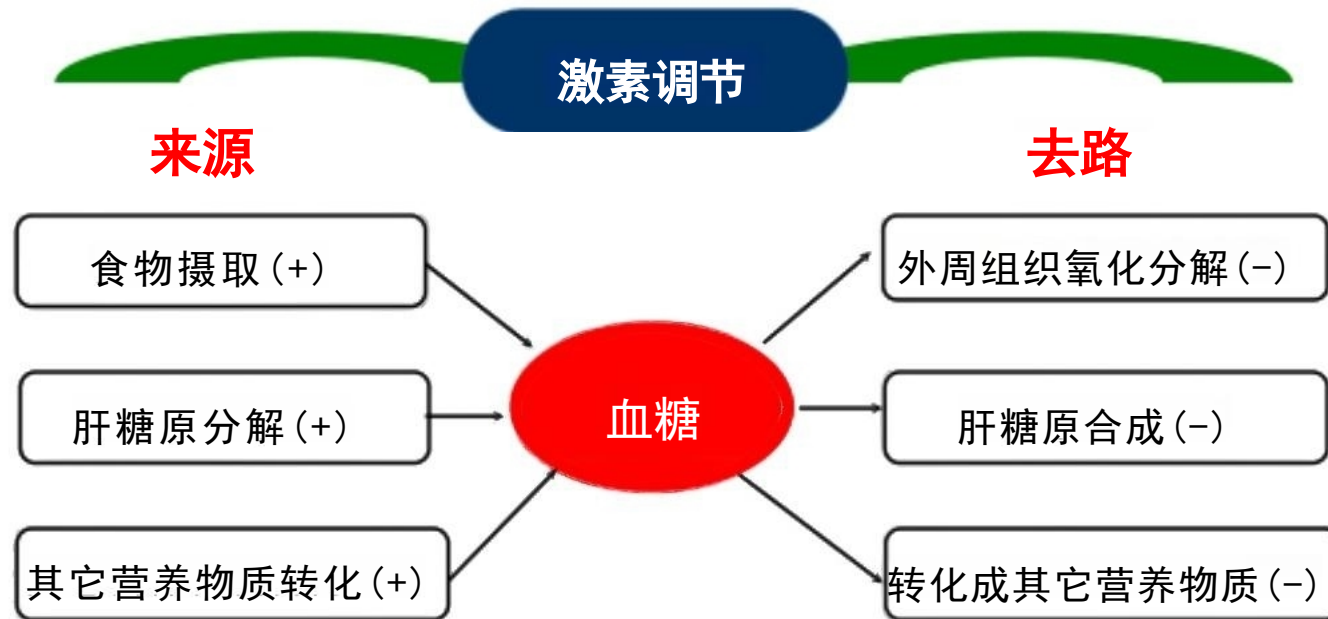 激素调节
来源
去路
食物摄取(+)
外周组织氧化分解(-)
肝糖原分解(+)
血糖
肝糖原合成(-)
其它营养物质转化(+)
转化成其它营养物质(-)